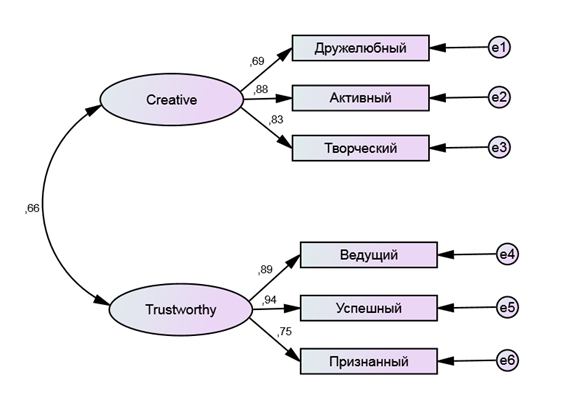 Дружелюбный
e1
,69
Creative
,88
Активный
e2
,83
Творческий
e3
,66
Ведущий
e4
,89
Trustworthy
,94
Успешный
e5
,75
Признанный
e6